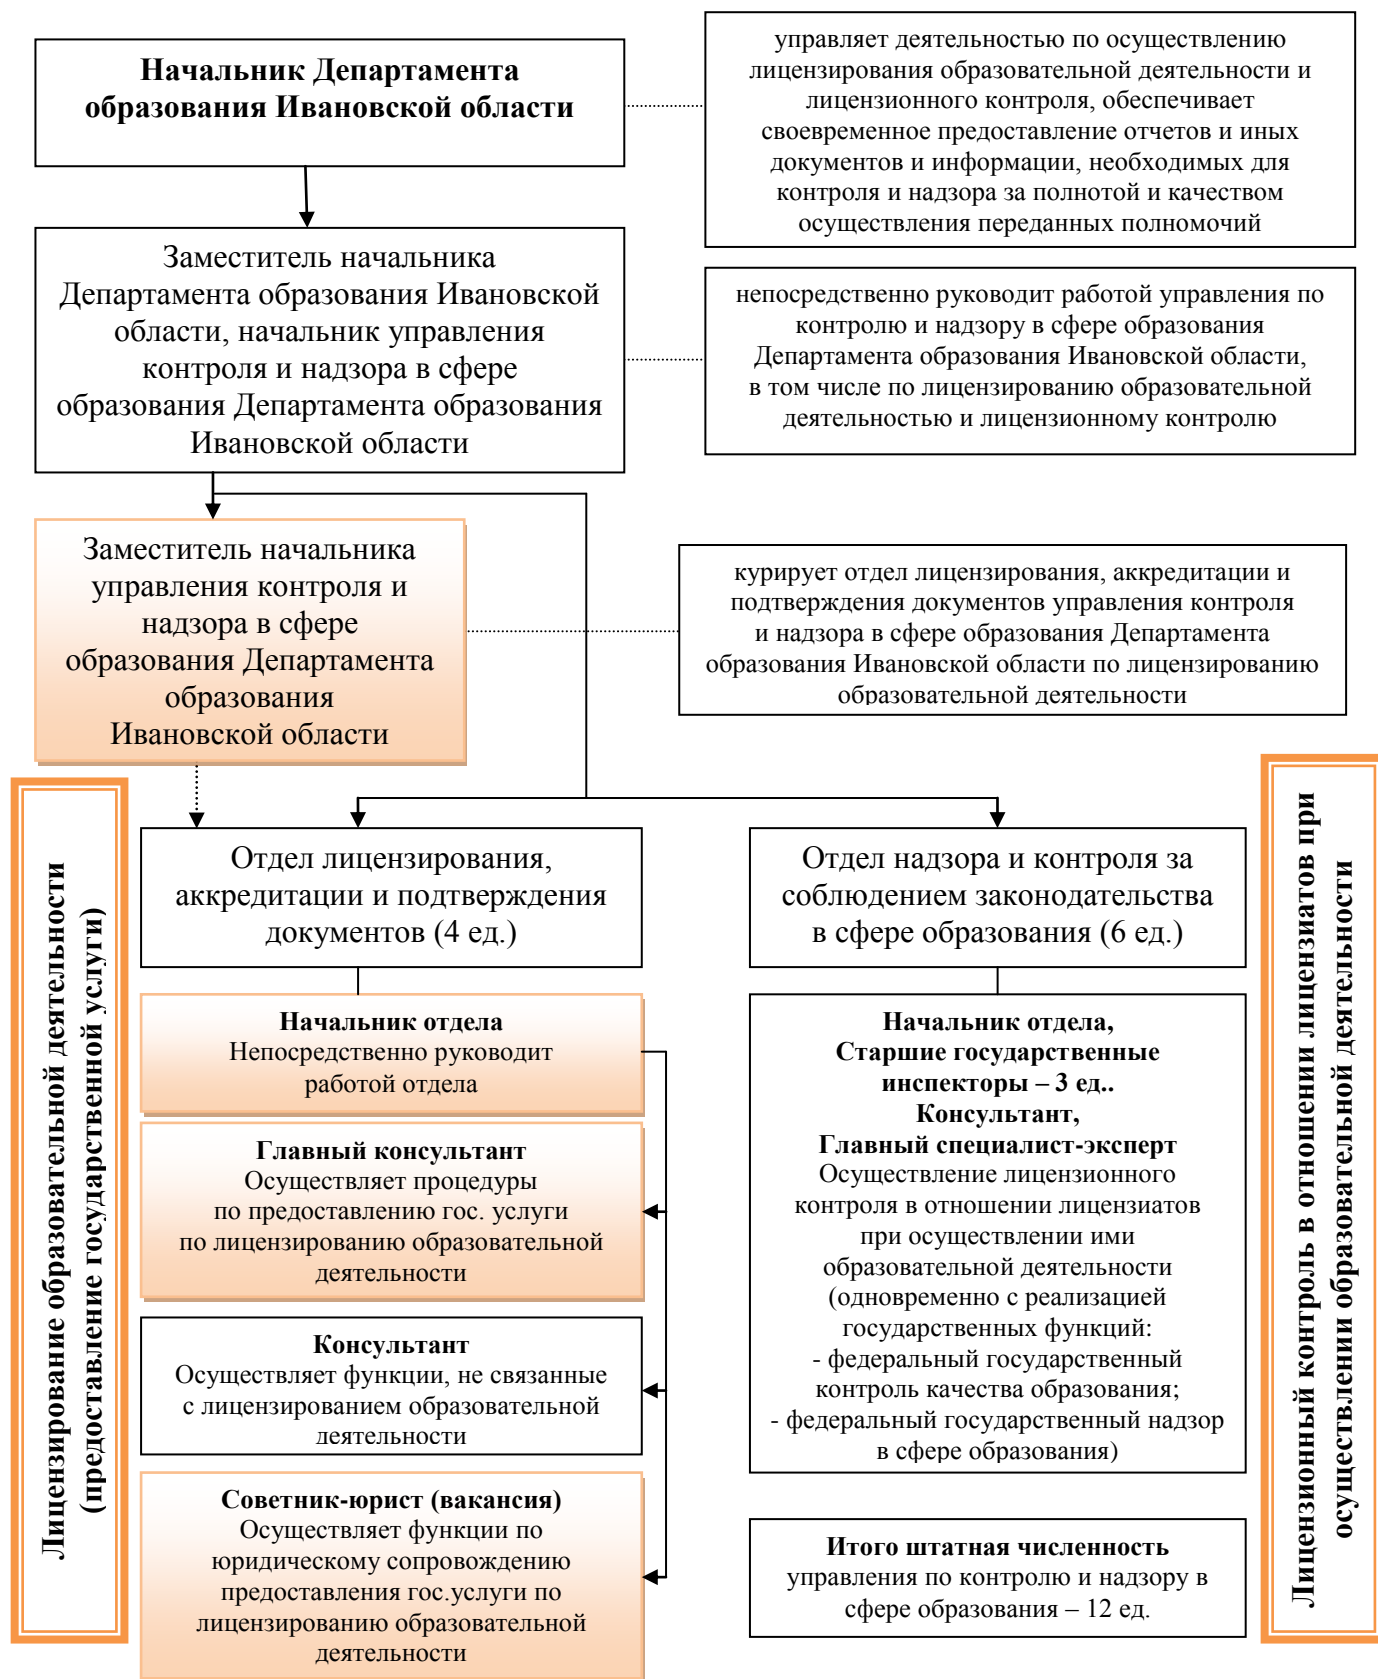 Начальник Департамента
образования Ивановской области
управляет деятельностью по осуществлению
лицензирования образовательной деятельности и
лицензионного контроля, обеспечивает
своевременное предоставление отчетов и иных
документов и информации, необходимых для
контроля и надзора за полнотой и качеством
осуществления переданных полномочий
Заместитель начальника
Департамента образования Ивановской
области, начальник управления
контроля и надзора в сфере
образования Департамента образования
Ивановской области
непосредственно руководит работой управления по
контролю и надзору в сфере образования
Департамента образования Ивановской области,
в том числе по лицензированию образовательной
деятельностью и лицензионному контролю
Заместитель начальника
управления контроля и
надзора в сфере
образования Департамента
образования
Ивановской области
курирует отдел лицензирования, аккредитации и
подтверждения документов управления контроля
и надзора в сфере образования Департамента
образования Ивановской области по лицензированию
образовательной деятельности
Лицензирование образовательной деятельности
(предоставление государственной услуги)
Отдел лицензирования,
аккредитации и подтверждения
документов (4 ед.)
Начальник отдела
Непосредственно руководит
работой отдела
Главный консультант
Осуществляет процедуры
по предоставлению гос. услуги
по лицензированию образовательной
деятельности
Консультант
Осуществляет функции, не связанные
с лицензированием образовательной
деятельности
Советник-юрист (вакансия)
Осуществляет функции по
юридическому сопровождению
предоставления гос.услуги по
лицензированию образовательной
деятельности
Отдел надзора и контроля за
соблюдением законодательства
в сфере образования (6 ед.)
Начальник отдела,
Старшие государственные
инспекторы – 3 ед..
Консультант,
Главный специалист-эксперт
Осуществление лицензионного
контроля в отношении лицензиатов
при осуществлении ими
образовательной деятельности
(одновременно с реализацией
государственных функций:
- федеральный государственный
контроль качества образования;
- федеральный государственный надзор
в сфере образования)
Итого штатная численность
управления по контролю и надзору в
сфере образования – 12 ед.
Лицензионный контроль в отношении лицензиатов при
осуществлении образовательной деятельности